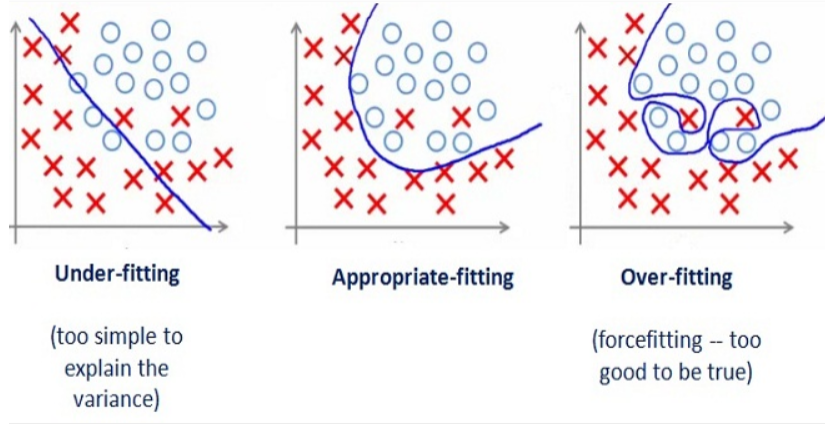 Under-fitting
(too simple to
explain the
variance)
Appropriate-fitting
Over-fitting
(forcefitting -- too
good to be true)